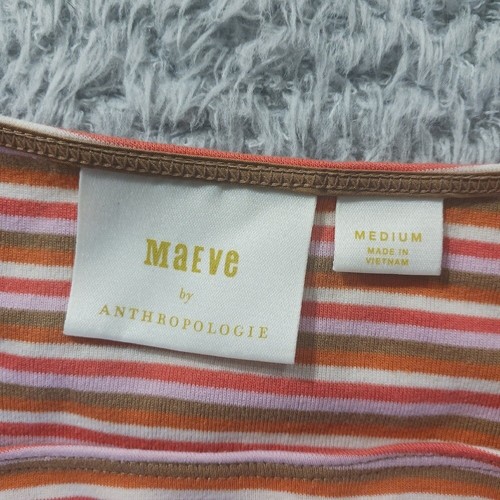 MaEve
by
ANTHROPOLOGIE
MEDIUM
MADE IN
VIETNAM